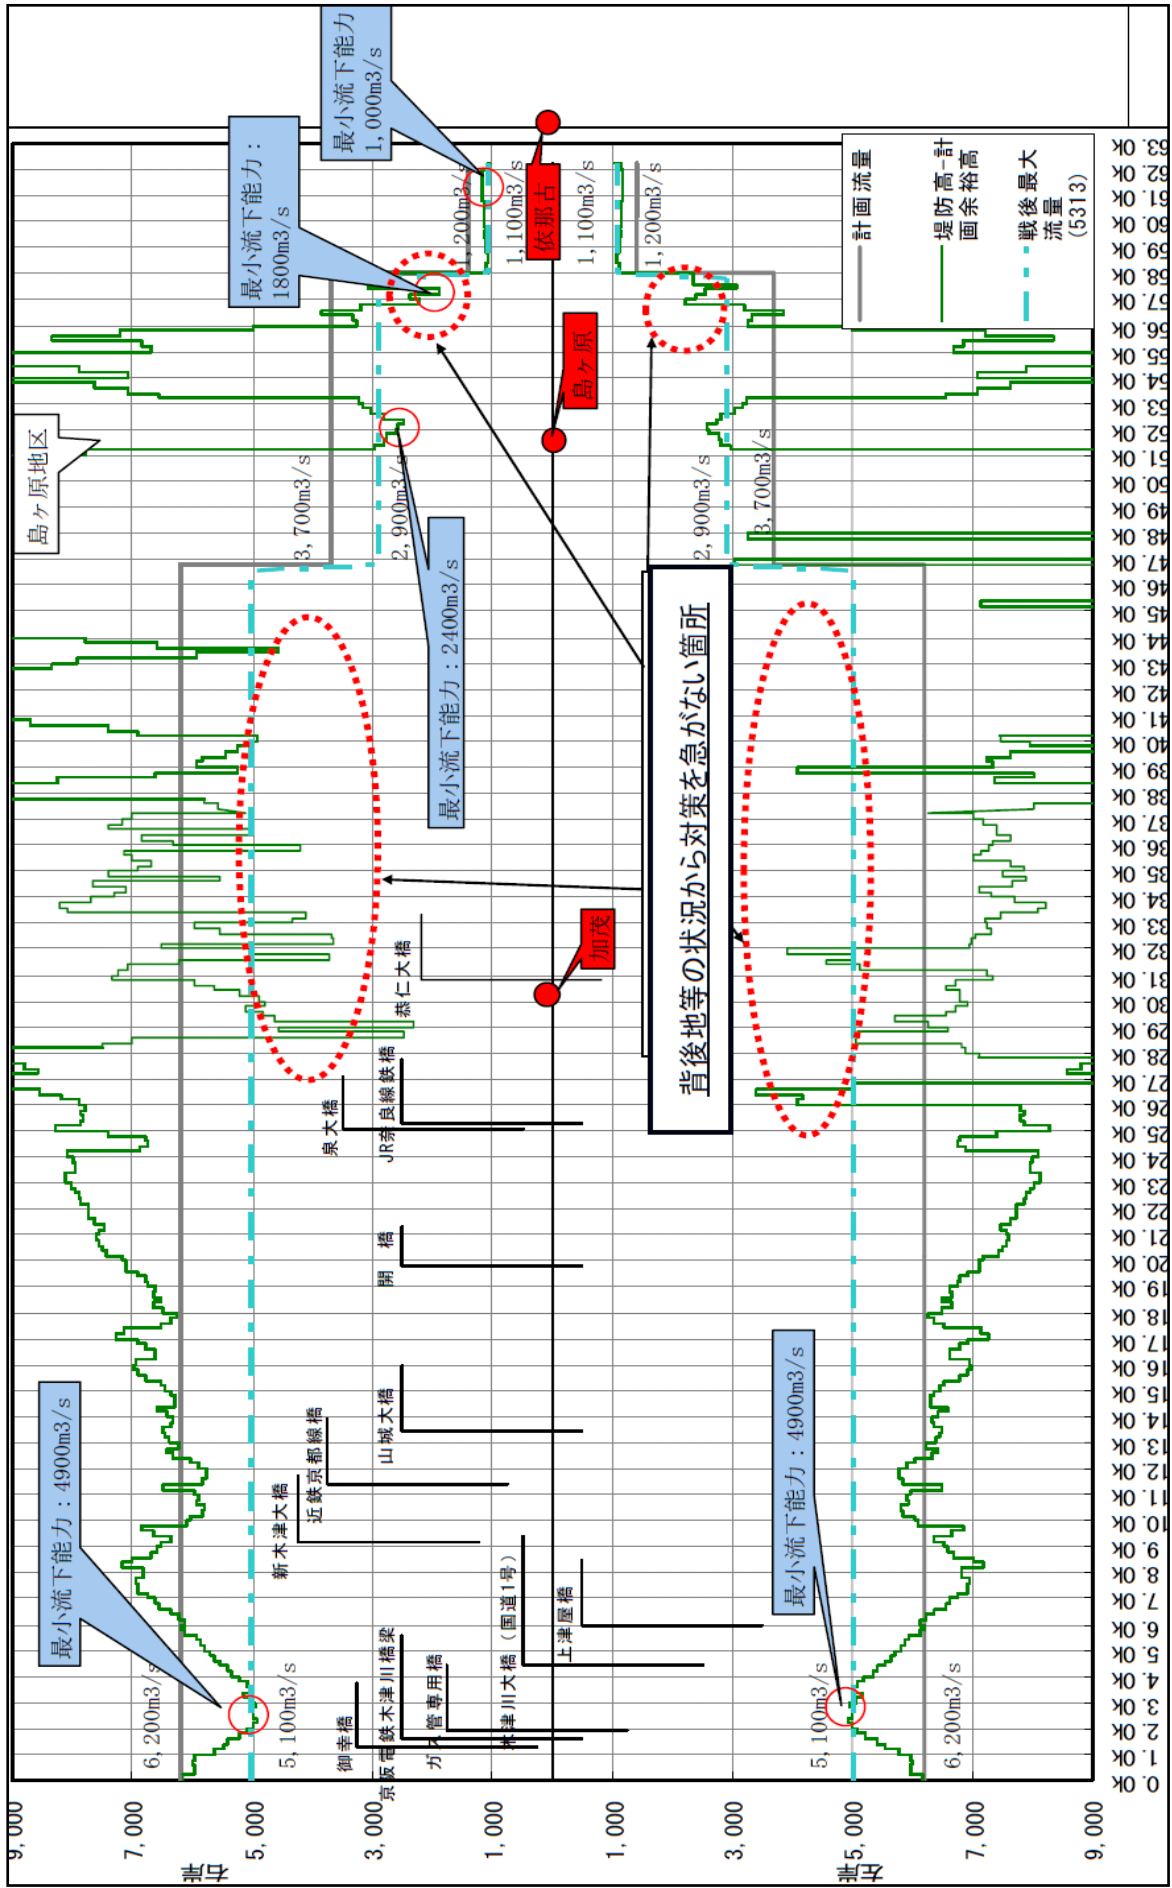 9,000
7,000
5,000
3,000
1,000
1,000
3,000
5,000
7,000
9,000
右岸
左岸
島ヶ原地区
最小流下能力：4900m3/s
最小流下能力：2400m3/s
最小流下能力：
1800m3/s
最小流下能力
1,000m3/s
最小流下能力：4900m3/s
6,200m3/s
5,100m3/s
3,700m3/s
2,900m3/s
1,200m3/s
1,100m3/s
1,100m3/s
1,200m3/s
2,900m3/s
3,700m3/s
5,100m3/s
6,200m3/s
御幸橋
京阪電鉄木津川橋梁
ガス管専用橋
木津川大橋（国道1号）
上津屋橋
新木津大橋
近鉄京都線橋
山城大橋
開　橋
泉大橋
JR奈良線鉄橋
恭仁大橋
加茂
島ヶ原
依那古
背後地等の状況から対策を急がない箇所
計画流量
堤防高-計
画余裕高
戦後最大
流量
(5313)
0.0k
1.0k
2.0k
3.0k
4.0k
5.0k
6.0k
7.0k
8.0k
9.0k
10.0k
11.0k
12.0k
13.0k
14.0k
15.0k
16.0k
17.0k
18.0k
19.0k
20.0k
21.0k
22.0k
23.0k
24.0k
25.0k
26.0k
27.0k
28.0k
29.0k
30.0k
31.0k
32.0k
33.0k
34.0k
35.0k
36.0k
37.0k
38.0k
39.0k
40.0k
41.0k
42.0k
43.0k
44.0k
45.0k
46.0k
47.0k
48.0k
49.0k
50.0k
51.0k
52.0k
53.0k
54.0k
55.0k
56.0k
57.0k
58.0k
59.0k
60.0k
61.0k
62.0k
63.0k